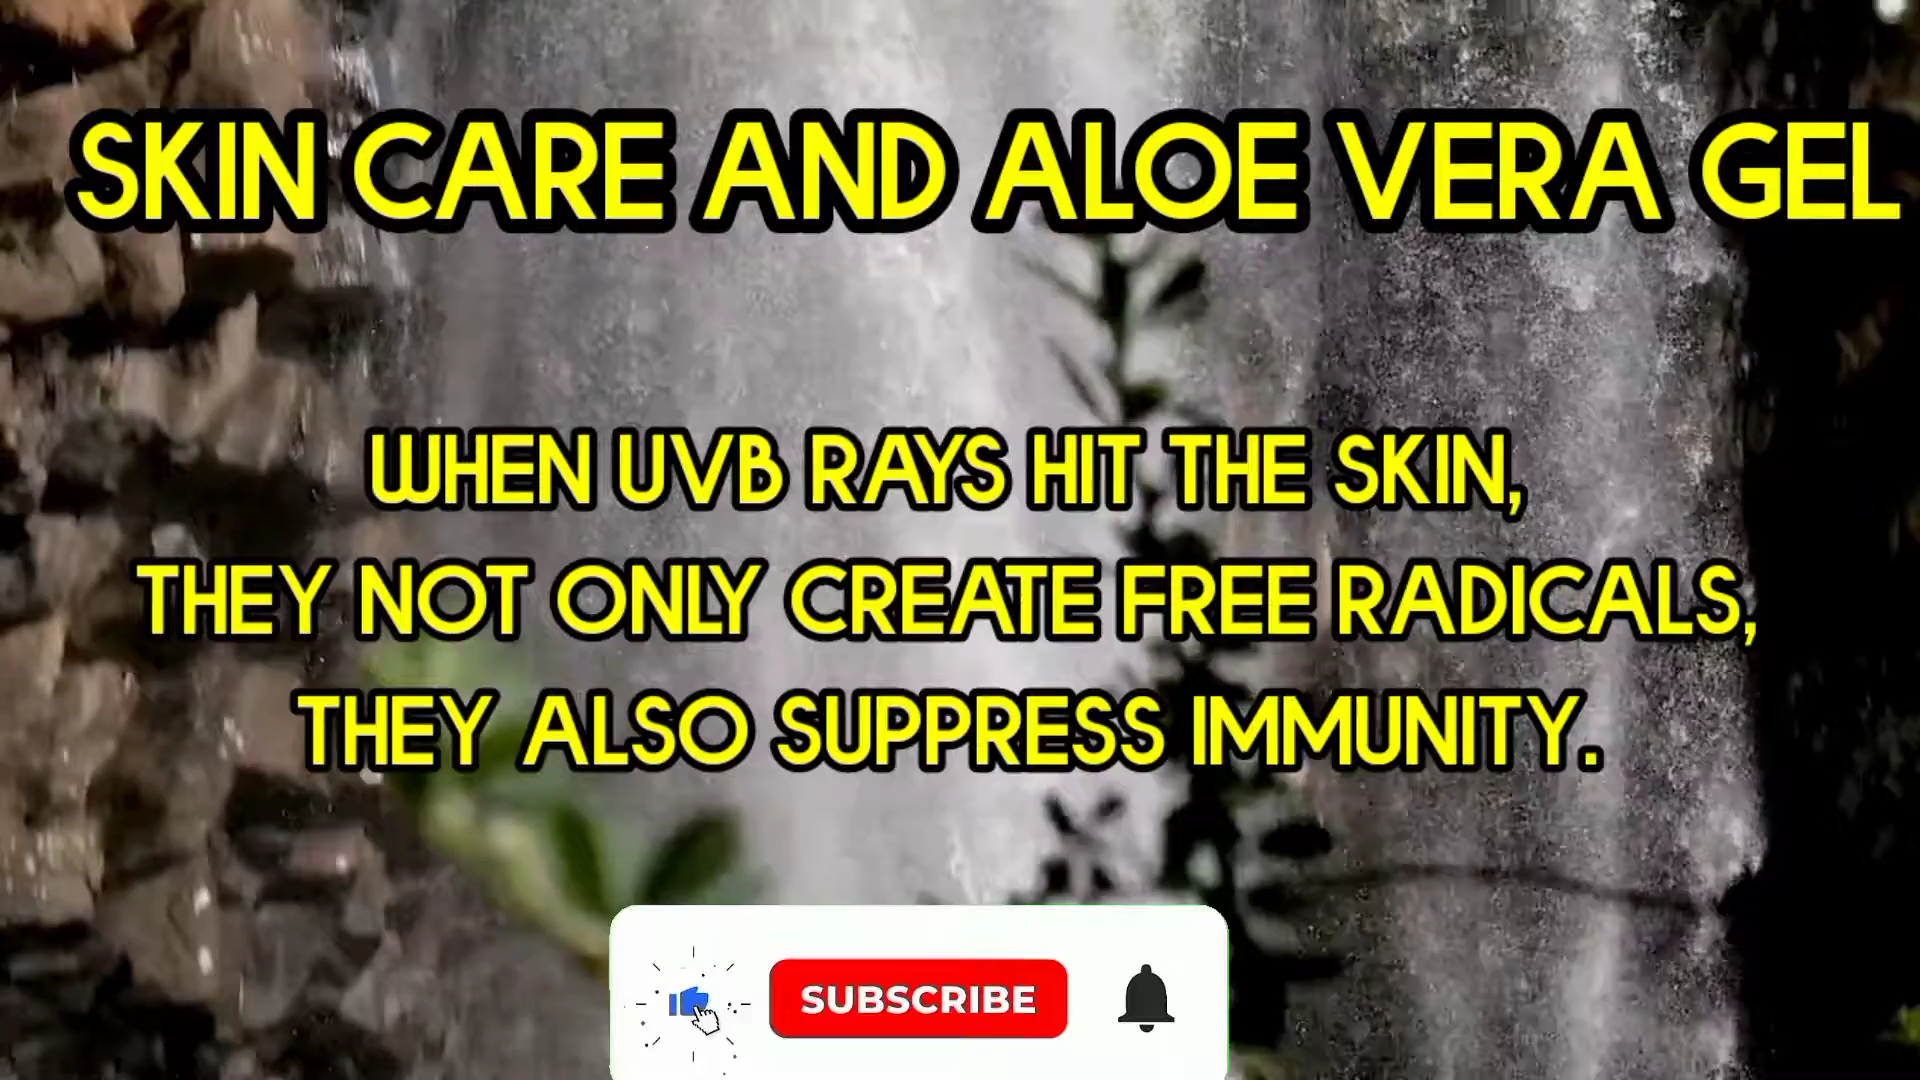 SKIN CARE AND ALOE VERA GEL
WHEN UVB RAYS HIT THE SKIN,
THEY NOT ONLY CREATE FREE RADICALS,
THEY ALSO SUPPRESS IMMUNITY.
SUBSCRIBE